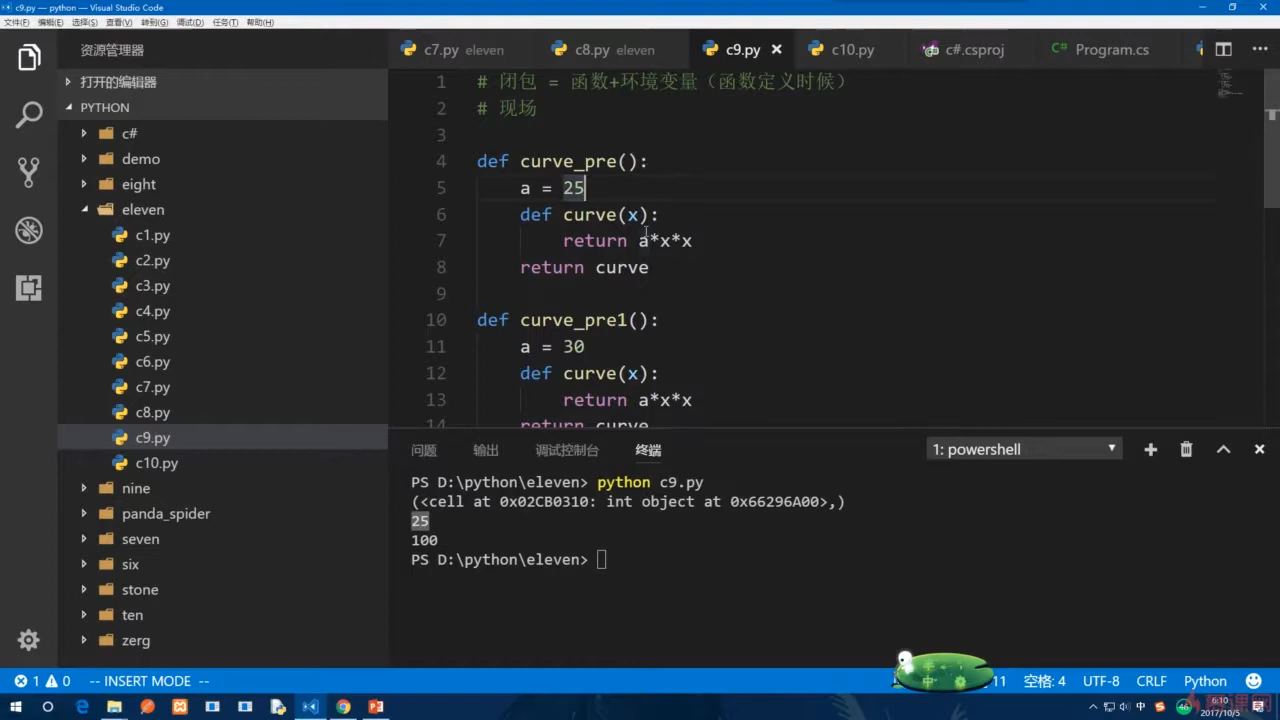 c9.py — python — Visual Studio Code
文件(F) 编辑(E) 选择(S) 查看(V) 转到(G) 调试(D) 任务(T) 帮助(H)
资源管理器
打开的编辑器
PYTHON
c#
demo
eight
eleven
c1.py
c2.py
c3.py
c4.py
c5.py
c6.py
c7.py
c8.py
c9.py
c10.py
nine
panda_spider
seven
six
stone
ten
zerg
c7.py eleven c8.py eleven c9.py c10.py c#.csproj C# Program.cs
1 # 闭包 = 函数+环境变量（函数定义时候）
2 # 现场
3
4 def curve_pre():
5 a = 25
6 def curve(x):
7 return a*x*x
8 return curve
9
10 def curve_pre1():
11 a = 30
12 def curve(x):
13 return a*x*x
14 return curve
问题 输出 调试控制台 终端 1: powershell
PS D:\python\eleven> python c9.py
(<cell at 0x02CB0310: int object at 0x66296A00>,)
25
100
PS D:\python\eleven>
1 0 -- INSERT MODE -- 11 空格: 4 UTF-8 CRLF Python
中
中 46 6:10
2017/10/5